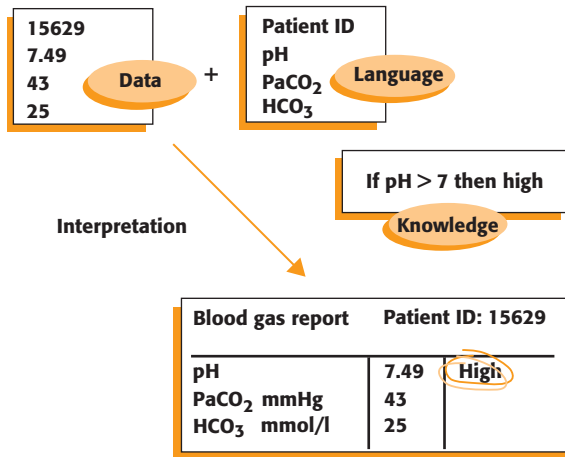 15629
7.49
43
25
Data
+
Patient ID
pH
PaCO₂
HCO₃
Language
If pH > 7 then high
Knowledge
Interpretation
Blood gas report Patient ID: 15629
pH 7.49 High
PaCO₂ mmHg 43
HCO₃ mmol/l 25